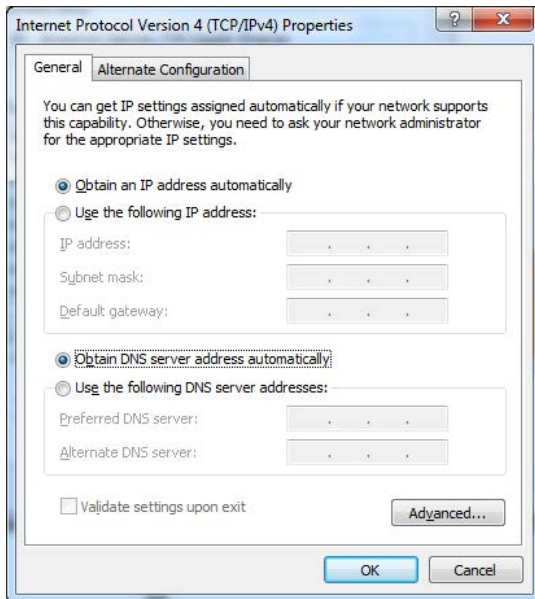 Internet Protocol Version 4 (TCP/IPv4) Properties
General
Alternate Configuration
You can get IP settings assigned automatically if your network supports
this capability. Otherwise, you need to ask your network administrator
for the appropriate IP settings.
Obtain an IP address automatically
Use the following IP address:
IP address:
Subnet mask:
Default gateway:
Obtain DNS server address automatically
Use the following DNS server addresses:
Preferred DNS server:
Alternate DNS server:
Validate settings upon exit
Advanced...
OK
Cancel